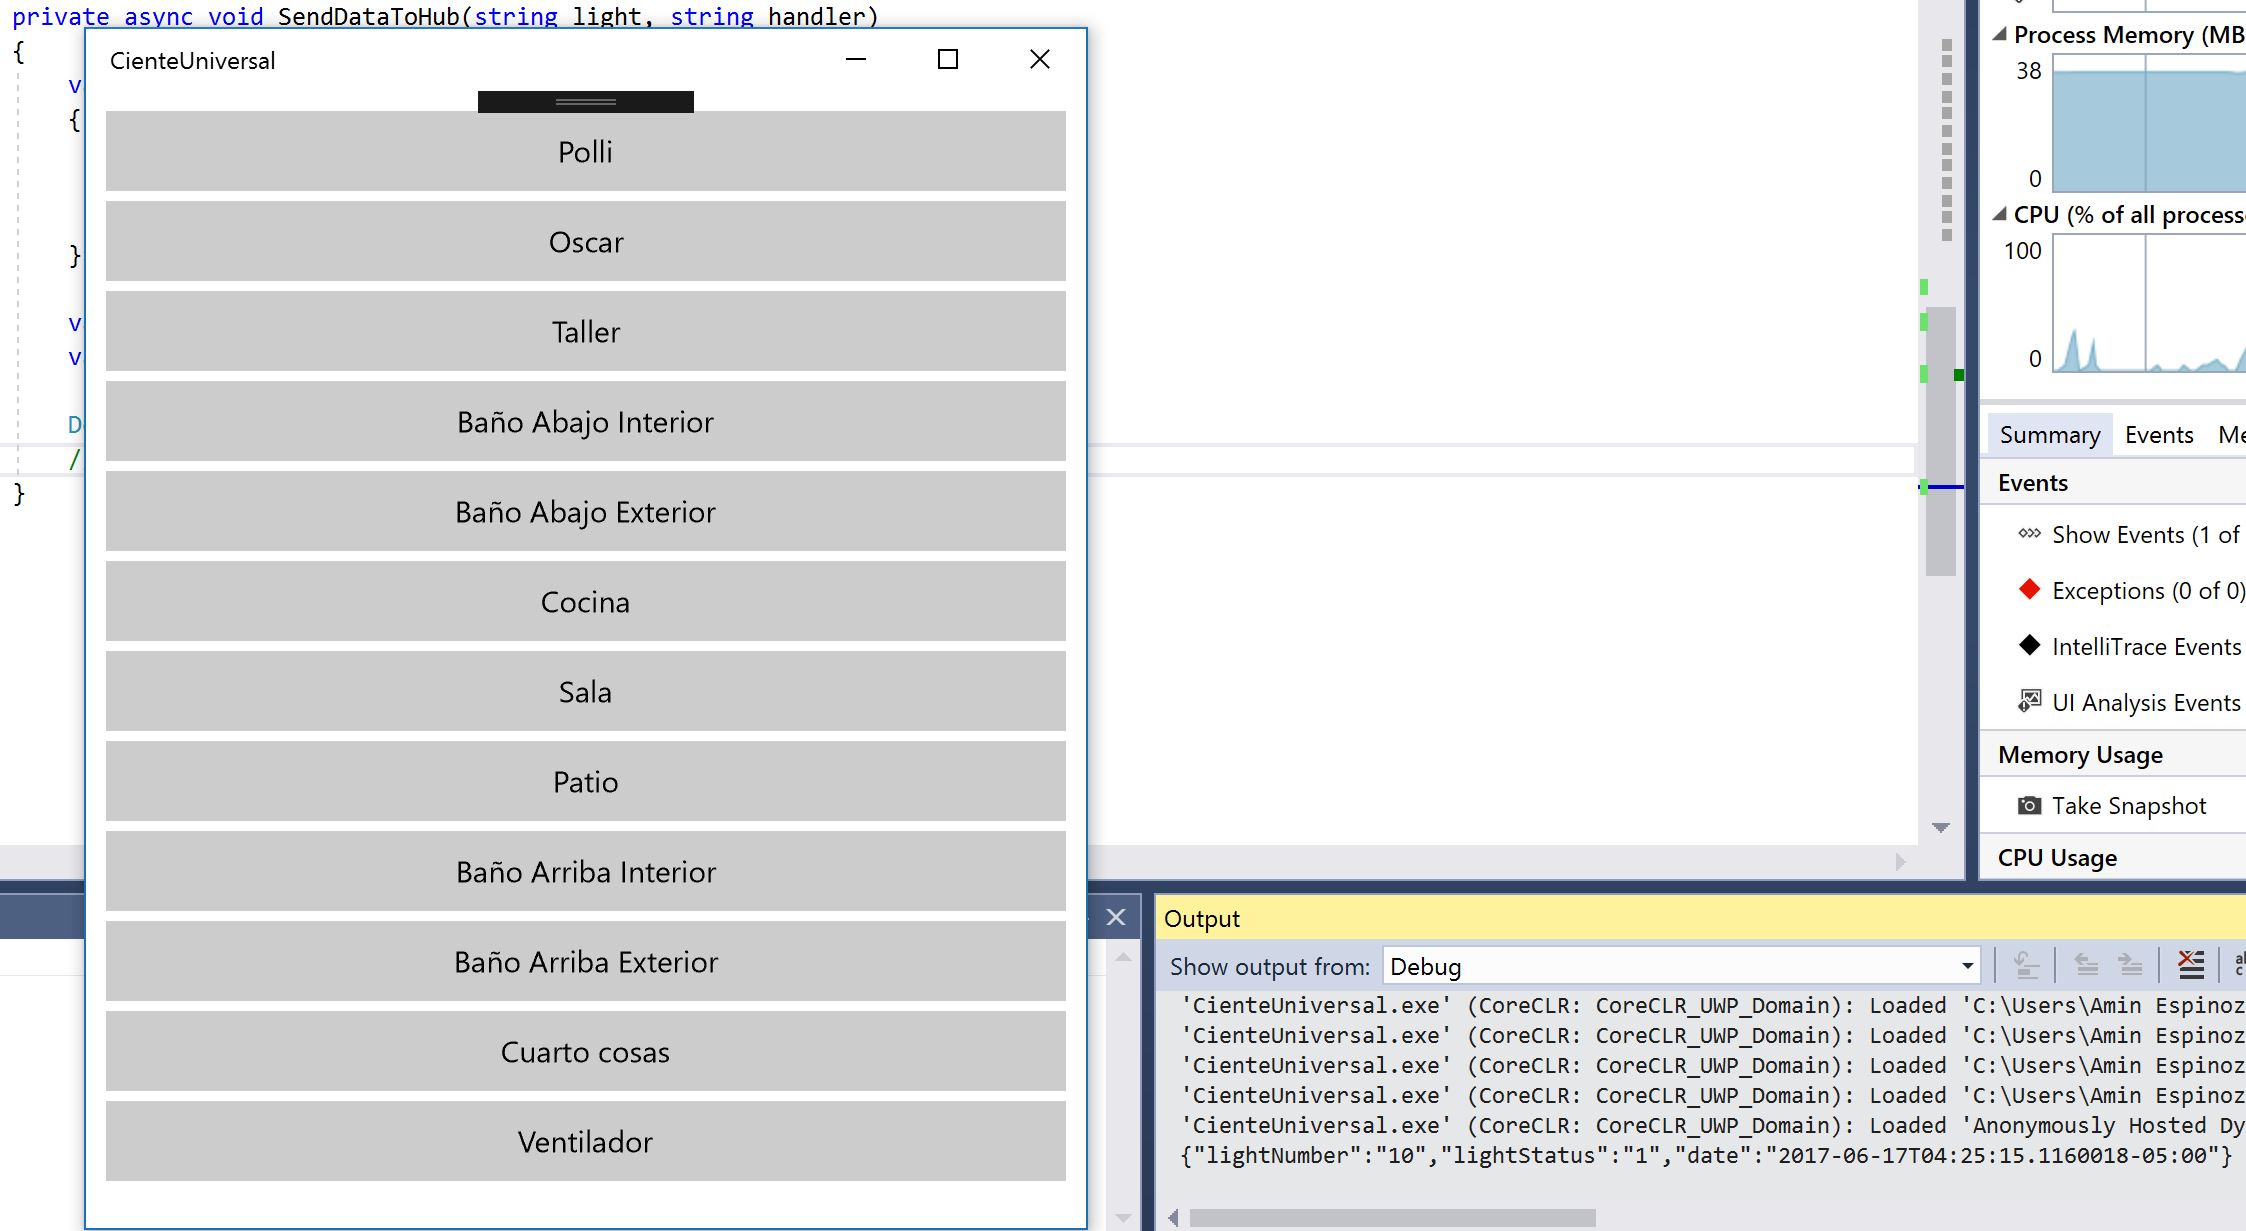 private async void SendDataToHub(string light, string handler)
{
{
}
/
}
CienteUniversal
Polli
Oscar
Taller
Baño Abajo Interior
Baño Abajo Exterior
Cocina
Sala
Patio
Baño Arriba Interior
Baño Arriba Exterior
Cuarto cosas
Ventilador
Process Memory (MB
38
0
CPU (% of all process
100
0
Summary Events
Events
Show Events (1 of
Exceptions (0 of 0)
IntelliTrace Events
UI Analysis Events
Memory Usage
Take Snapshot
CPU Usage
Output
Show output from: Debug
'CienteUniversal.exe' (CoreCLR: CoreCLR_UWP_Domain): Loaded 'C:\Users\Amin Espinoz
'CienteUniversal.exe' (CoreCLR: CoreCLR_UWP_Domain): Loaded 'C:\Users\Amin Espinoz
'CienteUniversal.exe' (CoreCLR: CoreCLR_UWP_Domain): Loaded 'C:\Users\Amin Espinoz
'CienteUniversal.exe' (CoreCLR: CoreCLR_UWP_Domain): Loaded 'C:\Users\Amin Espinoz
'CienteUniversal.exe' (CoreCLR: CoreCLR_UWP_Domain): Loaded 'Anonymously Hosted Dy
{"lightNumber":"10","lightStatus":"1","date":"2017-06-17T04:25:15.1160018-05:00"}